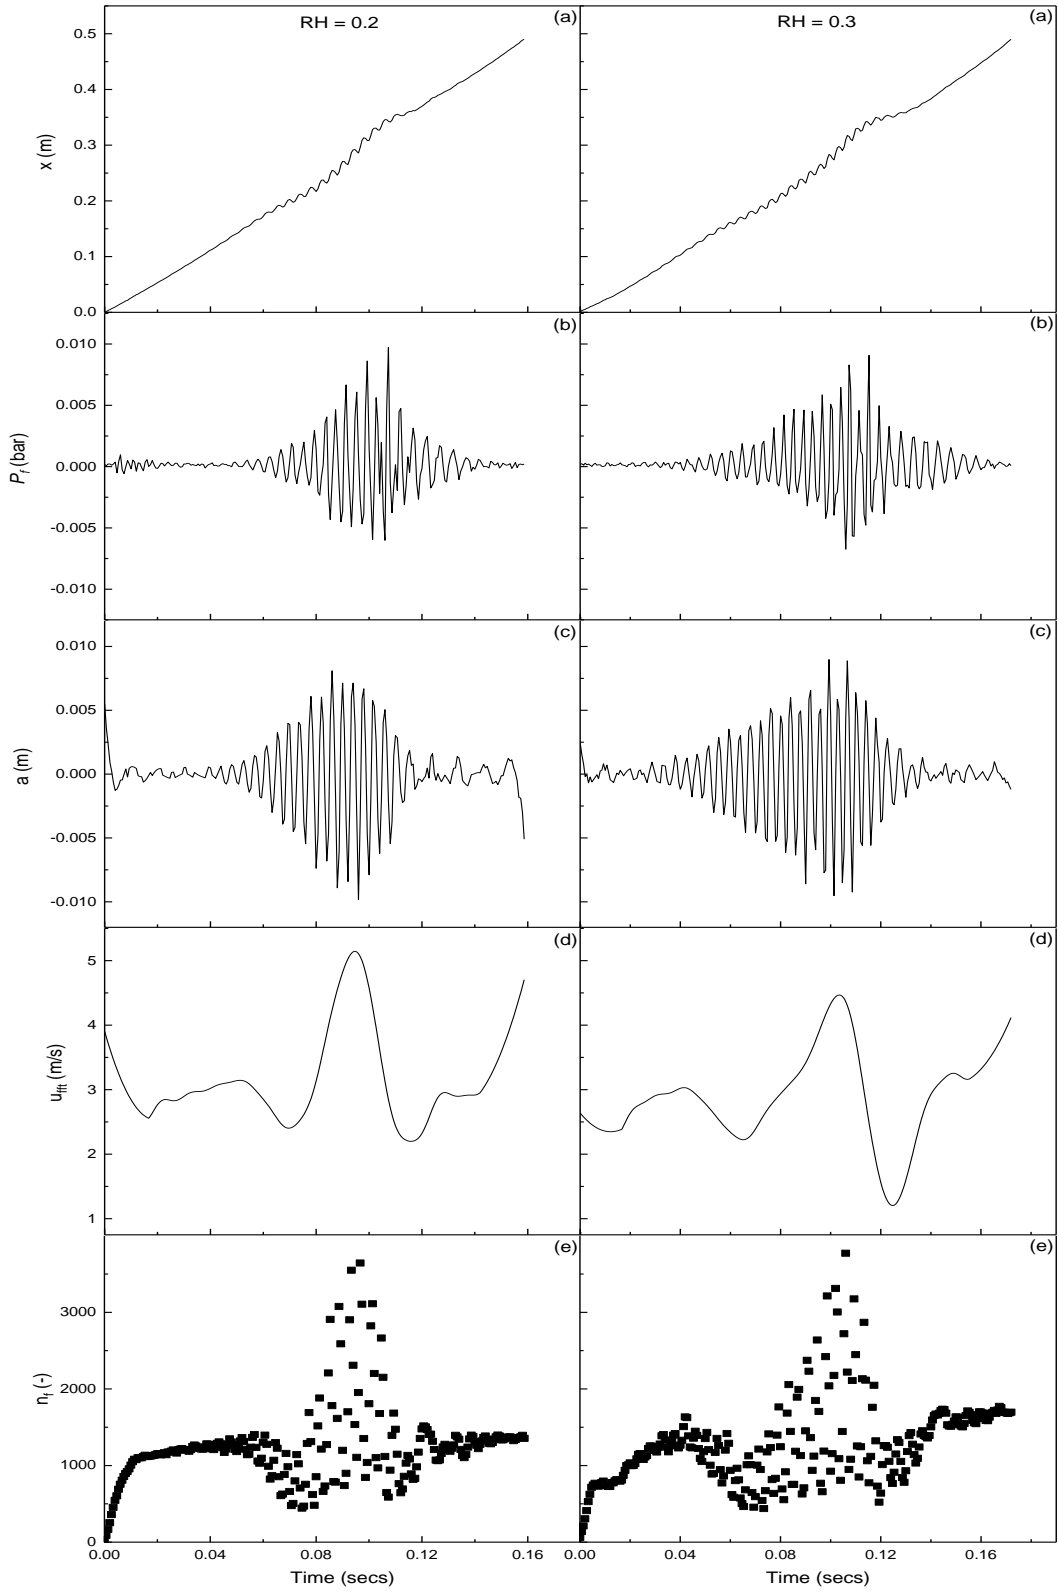 RH = 0.2
(a)
RH = 0.3
(a)
0.5
0.4
0.3
0.2
0.1
0.0
x (m)
(b)
(b)
0.010
0.005
0.000
-0.005
-0.010
P_f (bar)
(c)
(c)
0.010
0.005
0.000
-0.005
-0.010
a (m)
(d)
(d)
5
4
3
2
1
u_fft (m/s)
(e)
(e)
3000
2000
1000
0
n_f (-)
0.00 0.04 0.08 0.12 0.16 0.00 0.04 0.08 0.12 0.16
Time (secs)
Time (secs)